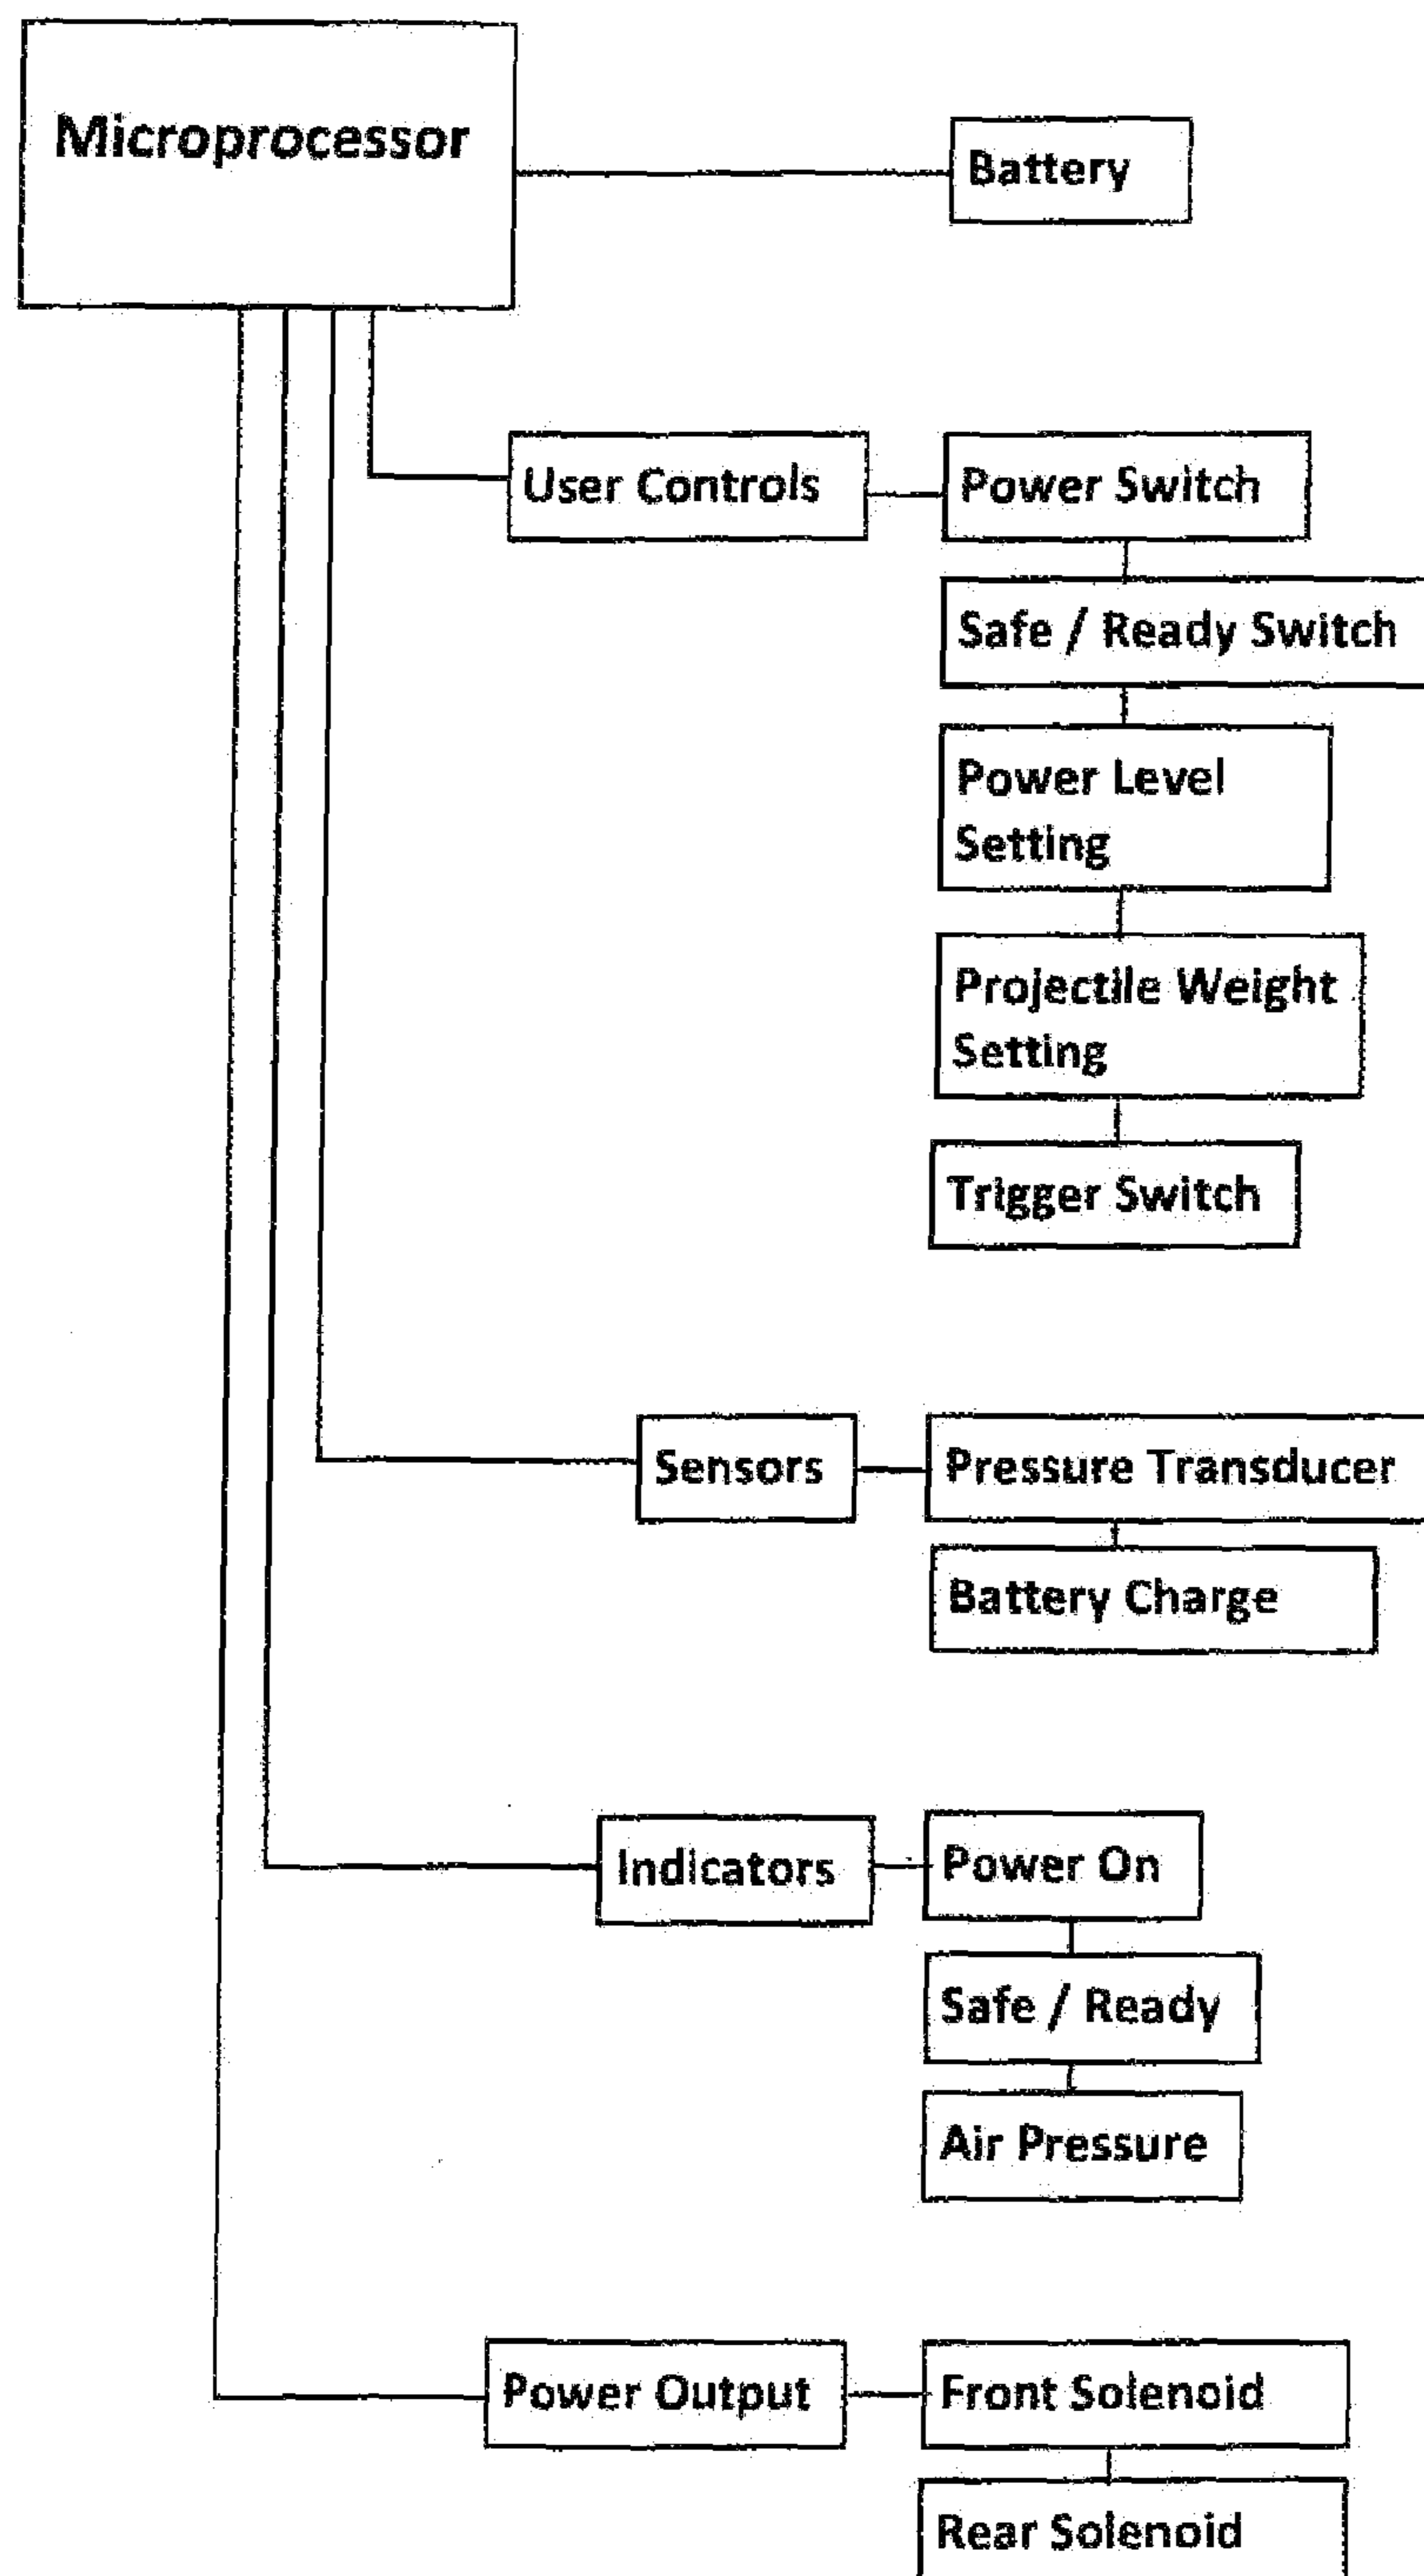 Microprocessor
Battery
User Controls
Power Switch
Safe / Ready Switch
Power Level
Setting
Projectile Weight
Setting
Trigger Switch
Sensors
Pressure Transducer
Battery Charge
Indicators
Power On
Safe / Ready
Air Pressure
Power Output
Front Solenoid
Rear Solenoid